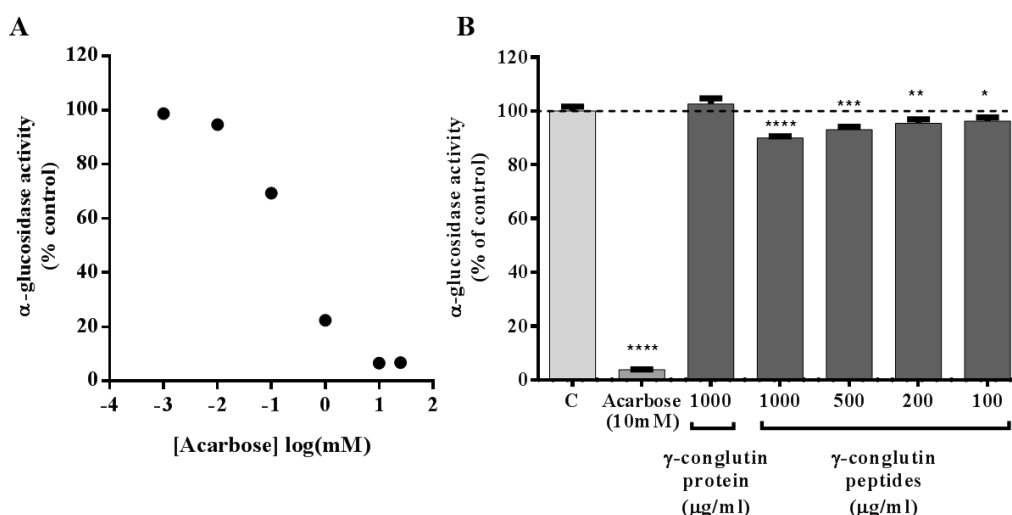 A
120
100
80
60
40
20
0
-4 -3 -2 -1 0 1 2
[Acarbose] log(mM)
α-glucosidase activity
(% control)
B
120
100
80
60
40
20
0
α-glucosidase activity
(% of control)
****
****
***
**
*
C Acarbose 1000 1000 500 200 100
(10mM)
γ-conglutin γ-conglutin
protein peptides
(μg/ml) (μg/ml)